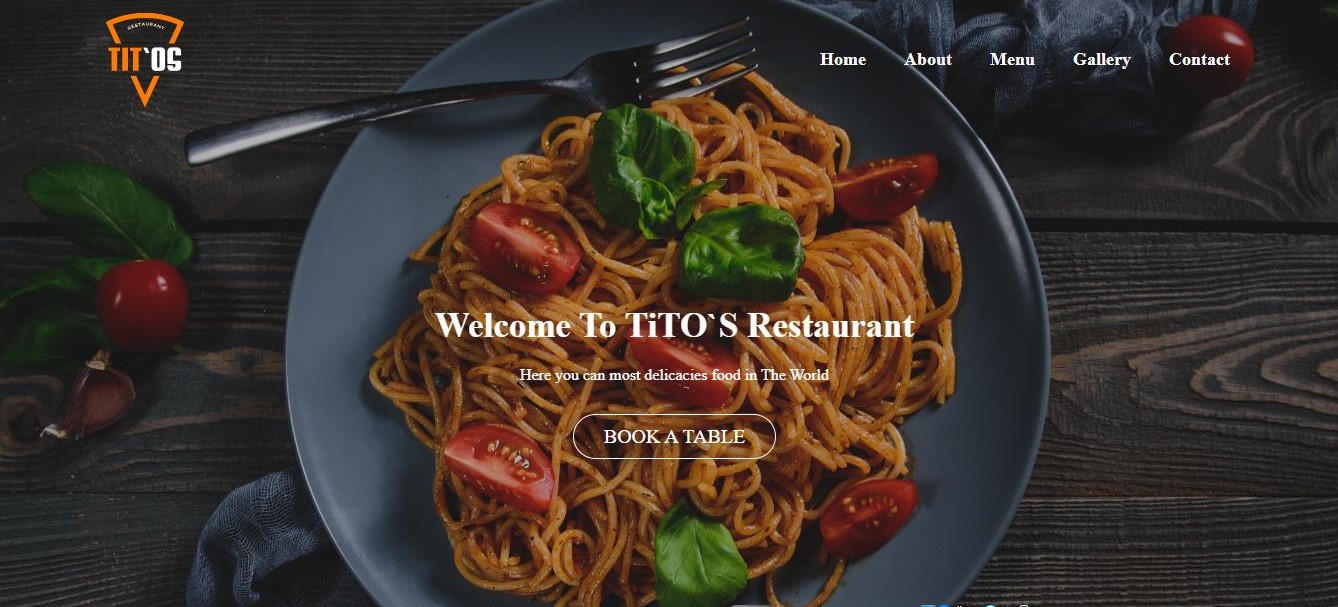 RESTAURANT
TIT`OS
Home About Menu Gallery Contact
Welcome To TiTO`S Restaurant
Here you can most delicacies food in The World
BOOK A TABLE